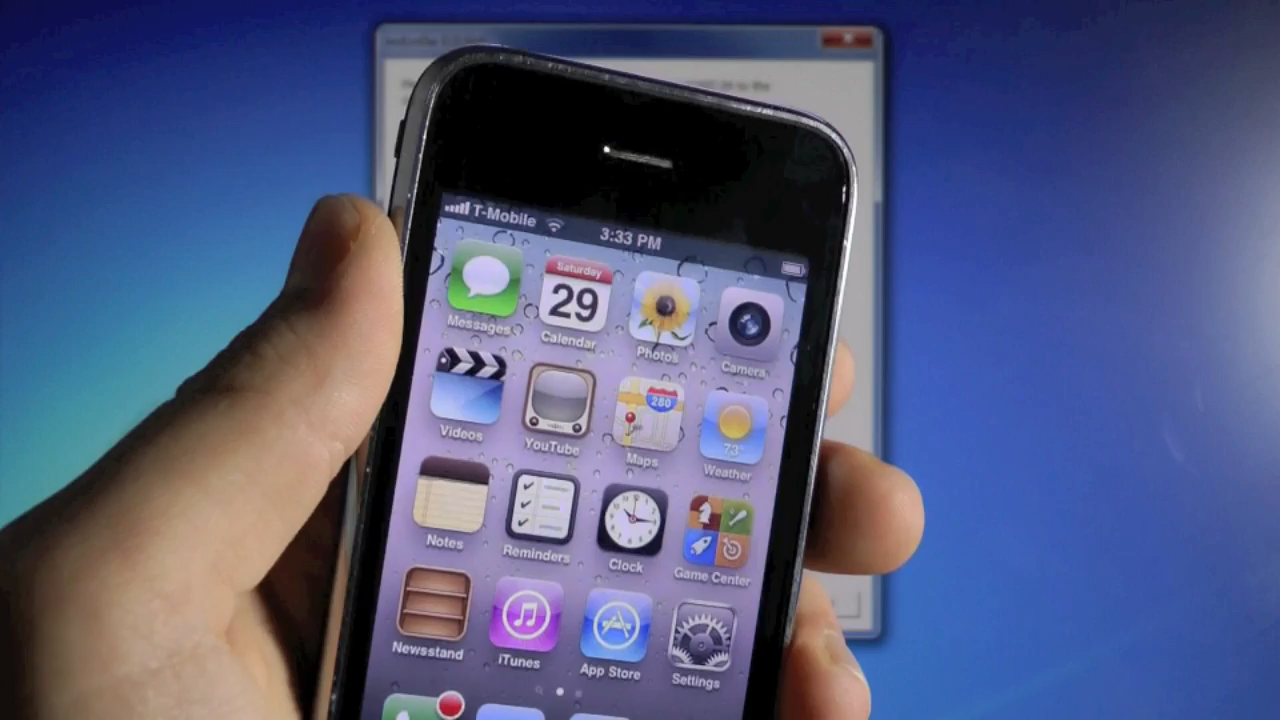 T-Mobile 3:33 PM
Saturday
29
Messages Calendar Photos Camera
280
73°
Videos YouTube Maps Weather
Notes Reminders Clock Game Center
Newsstand iTunes App Store Settings